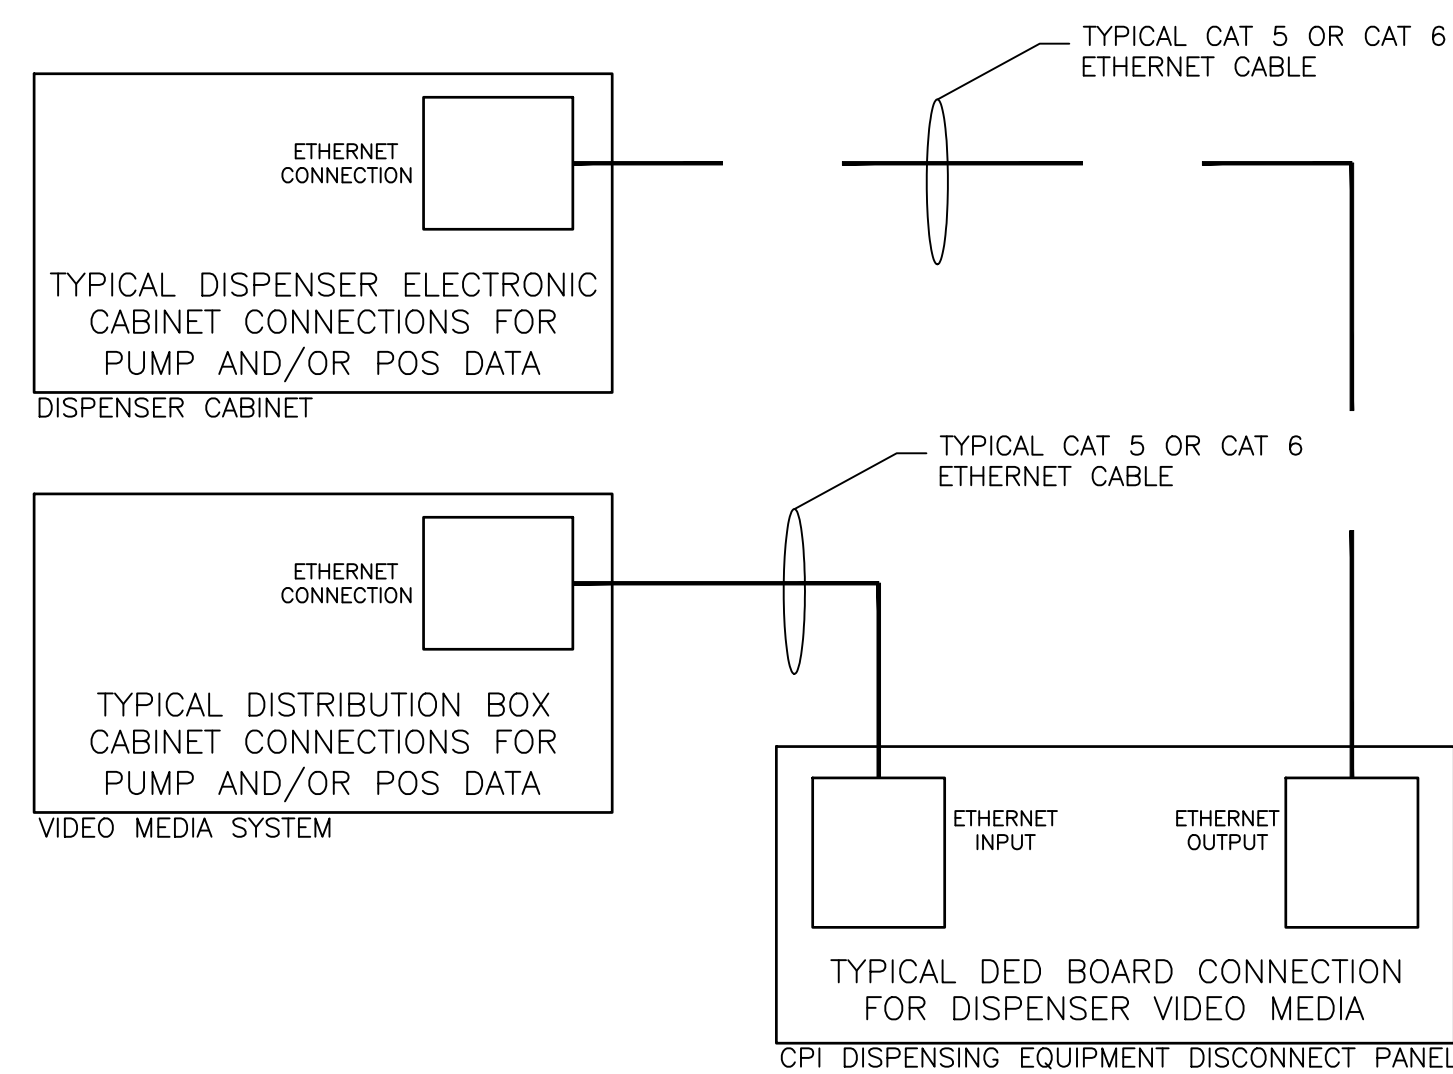 TYPICAL CAT 5 OR CAT 6
ETHERNET CABLE
ETHERNET
CONNECTION
TYPICAL DISPENSER ELECTRONIC
CABINET CONNECTIONS FOR
PUMP AND/OR POS DATA
DISPENSER CABINET
TYPICAL CAT 5 OR CAT 6
ETHERNET CABLE
ETHERNET
CONNECTION
TYPICAL DISTRIBUTION BOX
CABINET CONNECTIONS FOR
PUMP AND/OR POS DATA
VIDEO MEDIA SYSTEM
ETHERNET
INPUT
ETHERNET
OUTPUT
TYPICAL DED BOARD CONNECTION
FOR DISPENSER VIDEO MEDIA
CPI DISPENSING EQUIPMENT DISCONNECT PANEL